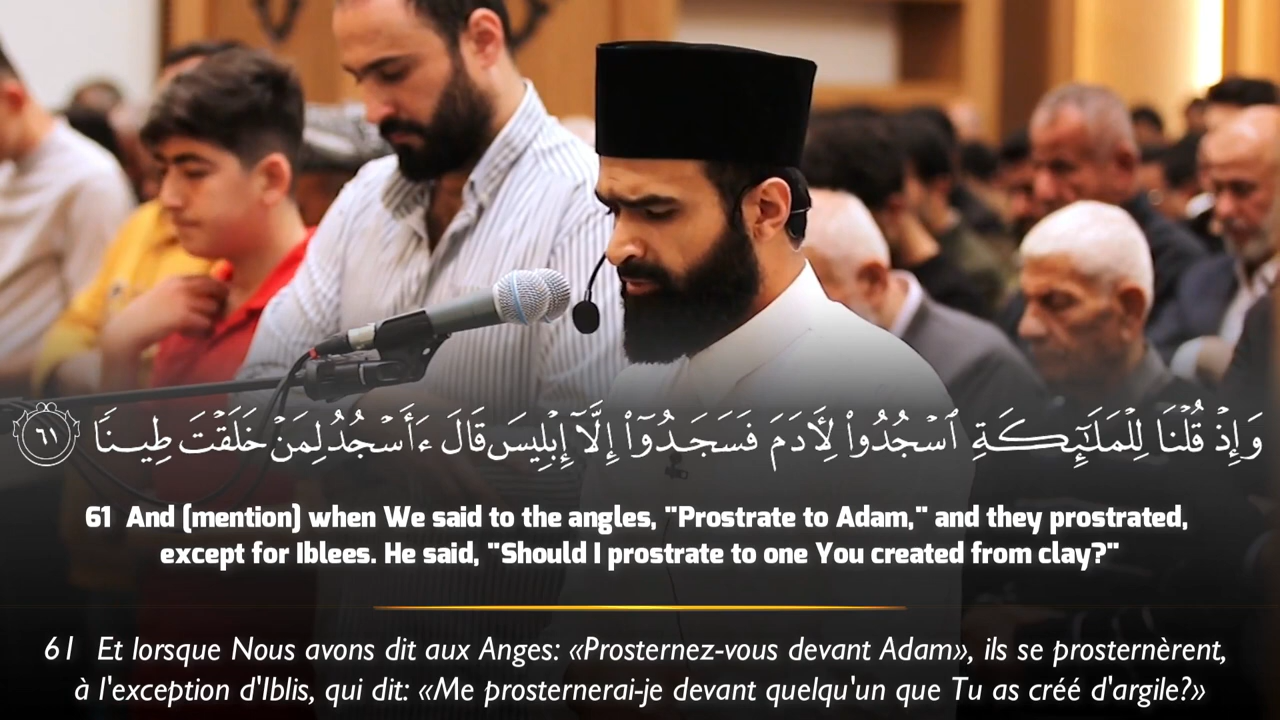 وَإِذْ قُلْنَا لِلْمَلَٰٓئِكَةِ ٱسْجُدُوا۟ لِأَدَمَ فَسَجَدُوٓا۟ إِلَّآ إِبْلِيسَ قَالَ ءَأَسْجُدُ لِمَنْ خَلَقْتَ طِينًا ٦١
61 And (mention) when We said to the angles, "Prostrate to Adam," and they prostrated,
except for Iblees. He said, "Should I prostrate to one You created from clay?"
61 Et lorsque Nous avons dit aux Anges: «Prosternez-vous devant Adam», ils se prosternèrent,
à l'exception d'Iblis, qui dit: «Me prosternerai-je devant quelqu'un que Tu as créé d'argile?»